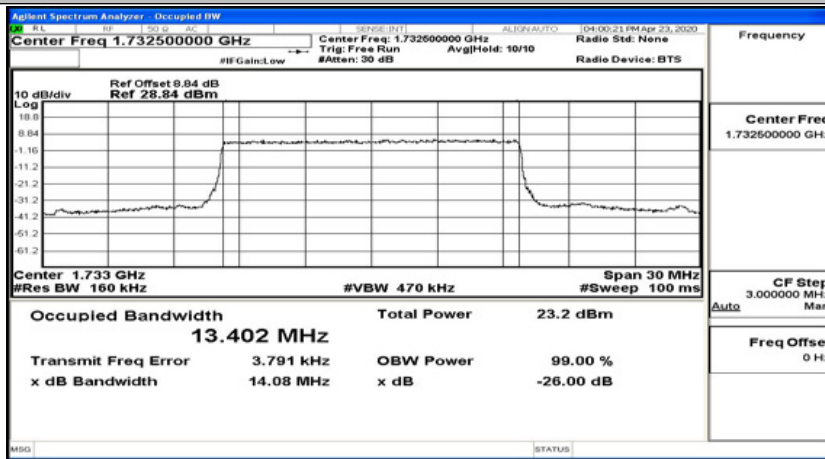 Agilent Spectrum Analyzer - Occupied BW
RL RF 50 Ω AC SENSE:INT ALIGN AUTO 04:00:21 PM Apr 23, 2020
Center Freq 1.732500000 GHz Center Freq: 1.732500000 GHz Radio Std: None Frequency
Trig: Free Run Avg|Hold: 10/10
#IFGain:Low #Atten: 30 dB Radio Device: BTS
Ref Offset 8.84 dB
10 dB/div Ref 28.84 dBm
Log
18.8
8.84
-1.16
-11.2
-21.2
-31.2
-41.2
-51.2
-61.2
Center Freq
1.732500000 GHz
Center 1.733 GHz Span 30 MHz
#Res BW 160 kHz #VBW 470 kHz #Sweep 100 ms
CF Step
3.000000 MHz
Auto Man
Occupied Bandwidth Total Power 23.2 dBm
13.402 MHz
Freq Offset
0 Hz
Transmit Freq Error 3.791 kHz OBW Power 99.00 %
x dB Bandwidth 14.08 MHz x dB -26.00 dB
MSG STATUS